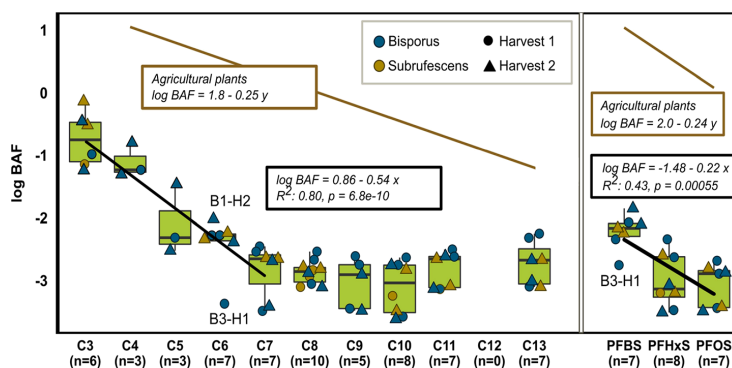 log BAF
1
0
-1
-2
-3
Bisporus
Harvest 1
Subrufescens
Harvest 2
Agricultural plants
log BAF = 1.8 - 0.25 y
log BAF = 0.86 - 0.54 x
R²: 0.80, p = 6.8e-10
B1-H2
B3-H1
Agricultural plants
log BAF = 2.0 - 0.24 y
log BAF = -1.48 - 0.22 x
R²: 0.43, p = 0.00055
B3-H1
C3 C4 C5 C6 C7 C8 C9 C10 C11 C12 C13 PFBS PFHxS PFOS
(n=6) (n=3) (n=3) (n=7) (n=7) (n=10) (n=5) (n=8) (n=7) (n=0) (n=7) (n=7) (n=8) (n=7)